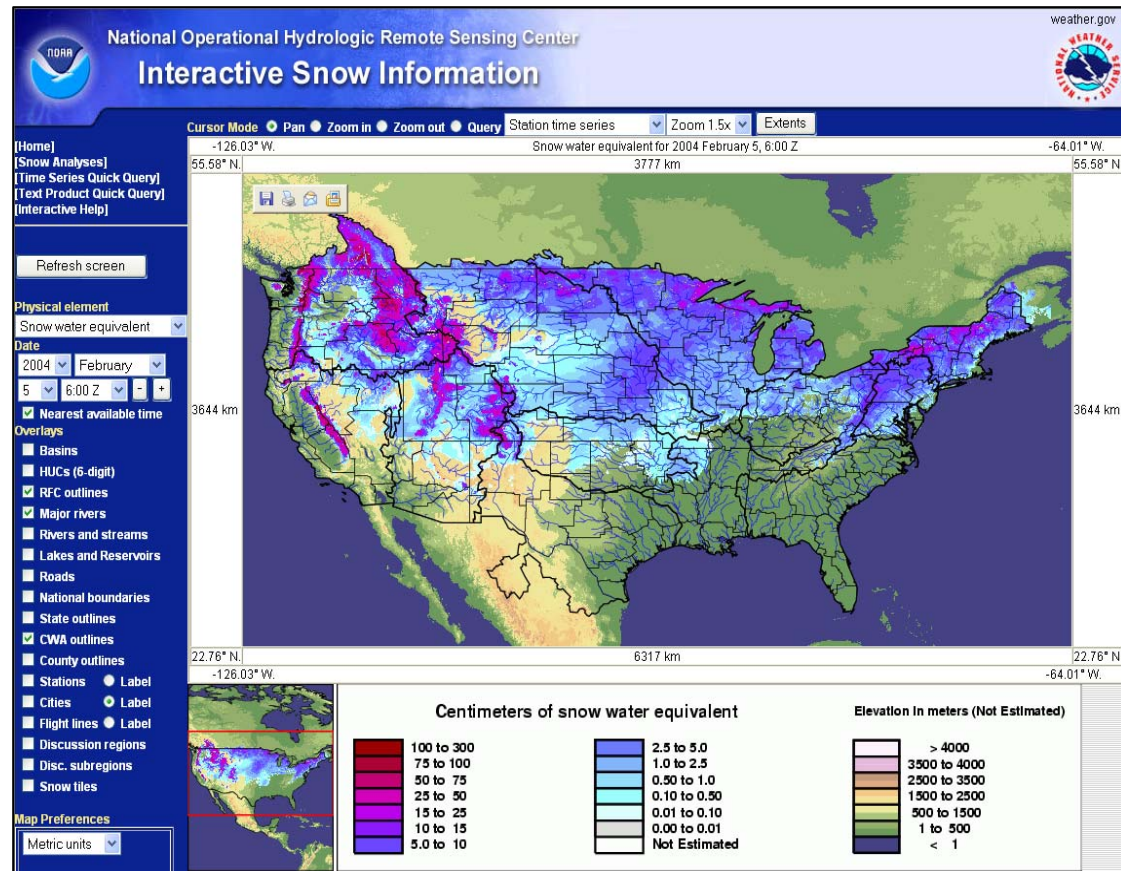 weather.gov
NOAA
National Operational Hydrologic Remote Sensing Center
Interactive Snow Information
NATIONAL WEATHER SERVICE
Cursor Mode Pan Zoom in Zoom out Query Station time series Zoom 1.5x Extents
[Home]
[Snow Analyses]
[Time Series Quick Query]
[Text Product Quick Query]
[Interactive Help]
Refresh screen
Physical element
Snow water equivalent
Date
2004 February
5 6:00 Z - +
Nearest available time
Overlays
Basins
HUCs (6-digit)
RFC outlines
Major rivers
Rivers and streams
Lakes and Reservoirs
Roads
National boundaries
State outlines
CWA outlines
County outlines
Stations Label
Cities Label
Flight lines Label
Discussion regions
Disc. subregions
Snow tiles
Map Preferences
Metric units
-126.03° W. Snow water equivalent for 2004 February 5, 6:00 Z -64.01° W.
55.58° N. 3777 km 55.58° N.
3644 km 3644 km
22.76° N. 6317 km 22.76° N.
-126.03° W. -64.01° W.
Centimeters of snow water equivalent
100 to 300
75 to 100
50 to 75
25 to 50
15 to 25
10 to 15
5.0 to 10
2.5 to 5.0
1.0 to 2.5
0.50 to 1.0
0.10 to 0.50
0.01 to 0.10
0.00 to 0.01
Not Estimated
Elevation in meters (Not Estimated)
> 4000
3500 to 4000
2500 to 3500
1500 to 2500
500 to 1500
1 to 500
< 1